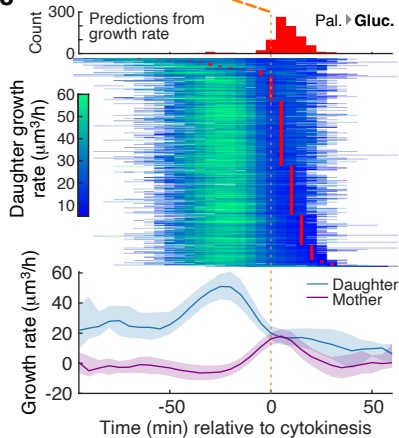 300
Count
0
Predictions from
growth rate
Pal. ▸ Gluc.
Daughter growth
rate (μm³/h)
60
50
40
30
20
10
Growth rate (μm³/h)
60
40
20
0
-20
Daughter
Mother
-50 0 50
Time (min) relative to cytokinesis